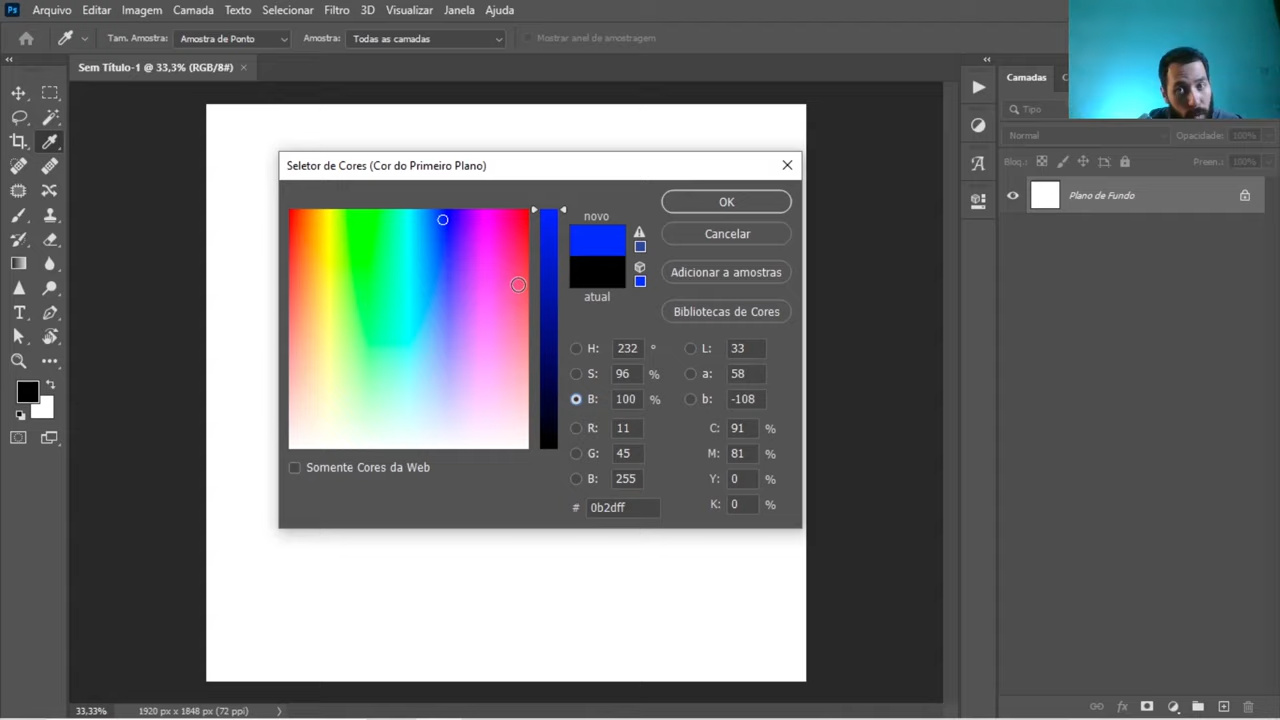 Ps Arquivo Editar Imagem Camada Texto Selecionar Filtro 3D Visualizar Janela Ajuda
Tam. Amostra: Amostra de Ponto Amostra: Todas as camadas Mostrar anel de amostragem
Sem Título-1 @ 33,3% (RGB/8#) ×
Camadas
Tipo
Normal Opacidade: 100%
Bloq.: Preen.: 100%
Plano de Fundo
Seletor de Cores (Cor do Primeiro Plano)
novo
atual
OK
Cancelar
Adicionar a amostras
Bibliotecas de Cores
H: 232 ° L: 33
S: 96 % a: 58
B: 100 % b: -108
R: 11 C: 91 %
G: 45 M: 81 %
B: 255 Y: 0 %
# 0b2dff K: 0 %
Somente Cores da Web
33,33% 1920 px x 1848 px (72 ppi)